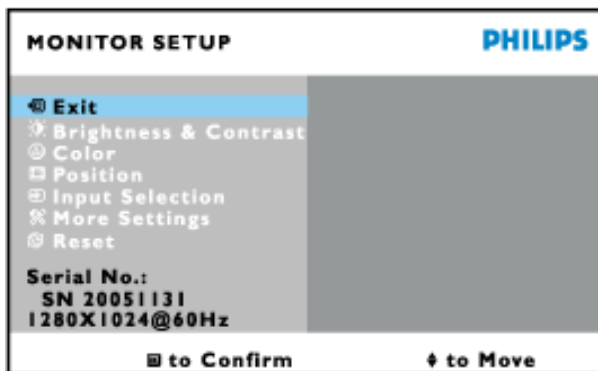 MONITOR SETUP
PHILIPS
Exit
Brightness & Contrast
Color
Position
Input Selection
More Settings
Reset
Serial No.:
SN 20051131
1280X1024@60Hz
to Confirm
to Move